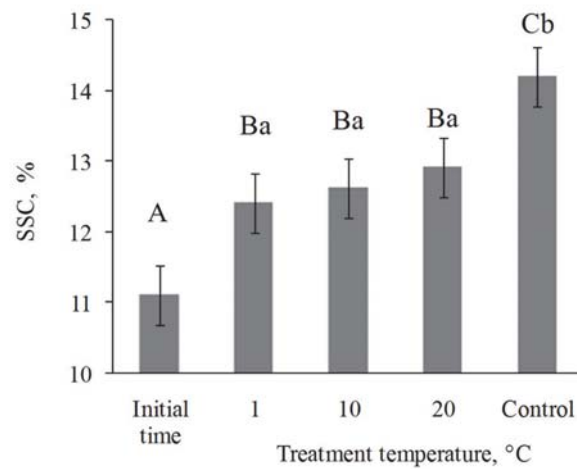 15
14
13
12
11
10
SSC, %
A
Ba
Ba
Ba
Cb
Initial time
1
10
20
Control
Treatment temperature, °C